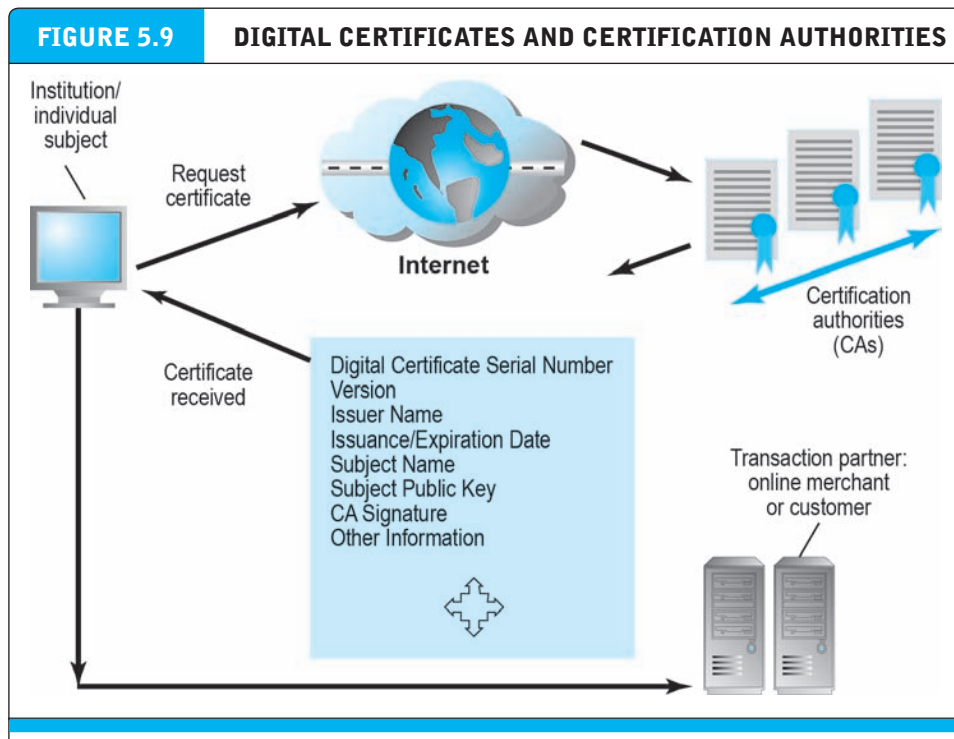 FIGURE 5.9
DIGITAL CERTIFICATES AND CERTIFICATION AUTHORITIES
Institution/
individual
subject
Request
certificate
Internet
Certification
authorities
(CAs)
Certificate
received
Digital Certificate Serial Number
Version
Issuer Name
Issuance/Expiration Date
Subject Name
Subject Public Key
CA Signature
Other Information
Transaction partner:
online merchant
or customer